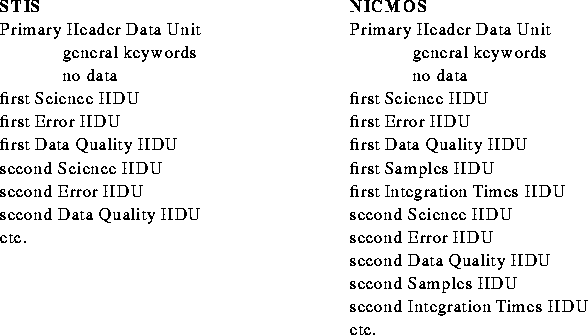 STIS
Primary Header Data Unit
general keywords
no data
first Science HDU
first Error HDU
first Data Quality HDU
second Science HDU
second Error HDU
second Data Quality HDU
etc.
NICMOS
Primary Header Data Unit
general keywords
no data
first Science HDU
first Error HDU
first Data Quality HDU
first Samples HDU
first Integration Times HDU
second Science HDU
second Error HDU
second Data Quality HDU
second Samples HDU
second Integration Times HDU
etc.